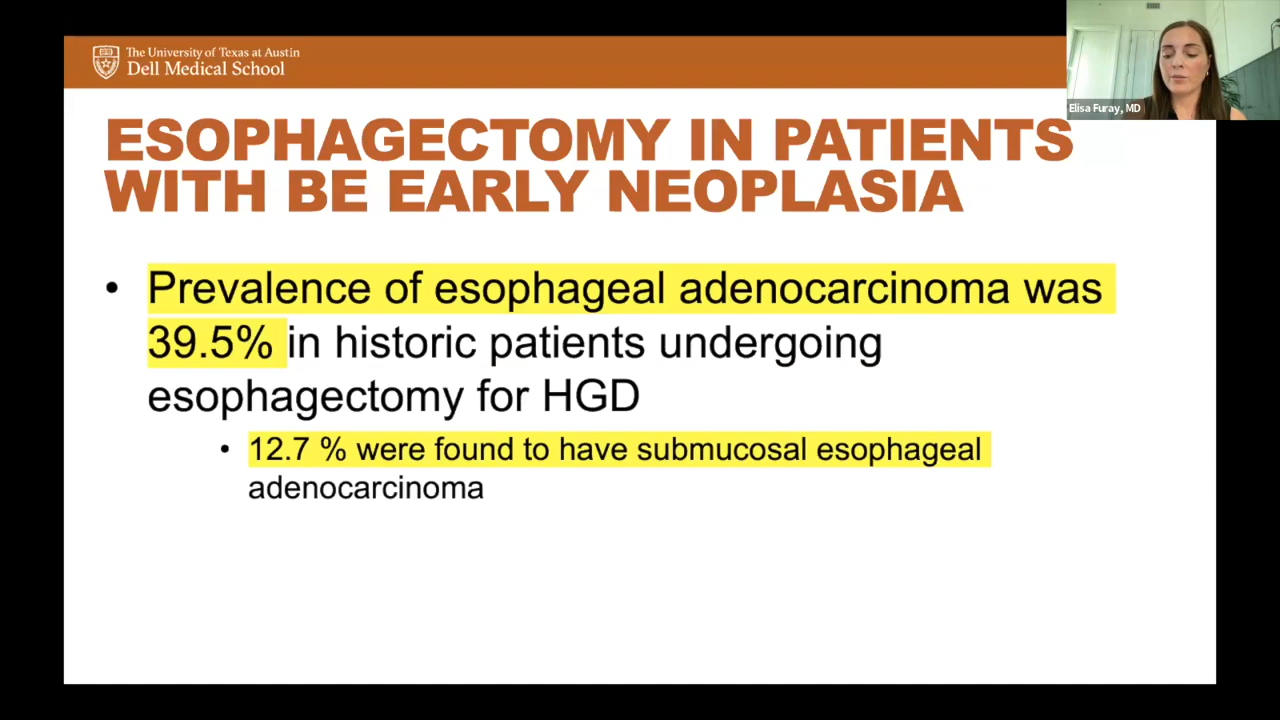 The University of Texas at Austin
Dell Medical School
Elisa Furay, MD
ESOPHAGECTOMY IN PATIENTS
WITH BE EARLY NEOPLASIA
• Prevalence of esophageal adenocarcinoma was
39.5% in historic patients undergoing
esophagectomy for HGD
• 12.7 % were found to have submucosal esophageal
adenocarcinoma